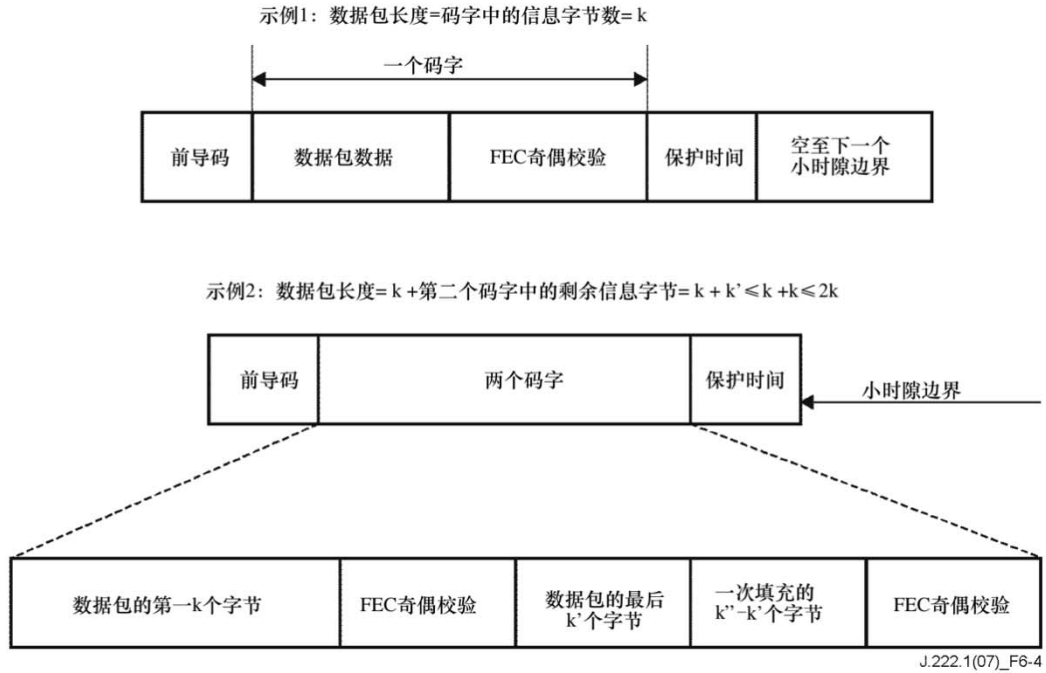 示例1：数据包长度=码字中的信息字节数= k
一个码字
前导码
数据包数据
FEC奇偶校验
保护时间
空至下一个
小时隙边界
示例2：数据包长度= k +第二个码字中的剩余信息字节= k + k’≤k +k≤2k
前导码
两个码字
保护时间
小时隙边界
数据包的第一k个字节
FEC奇偶校验
数据包的最后
k’个字节
一次填充的
k’’–k’个字节
FEC奇偶校验
J.222.1(07)_F6-4